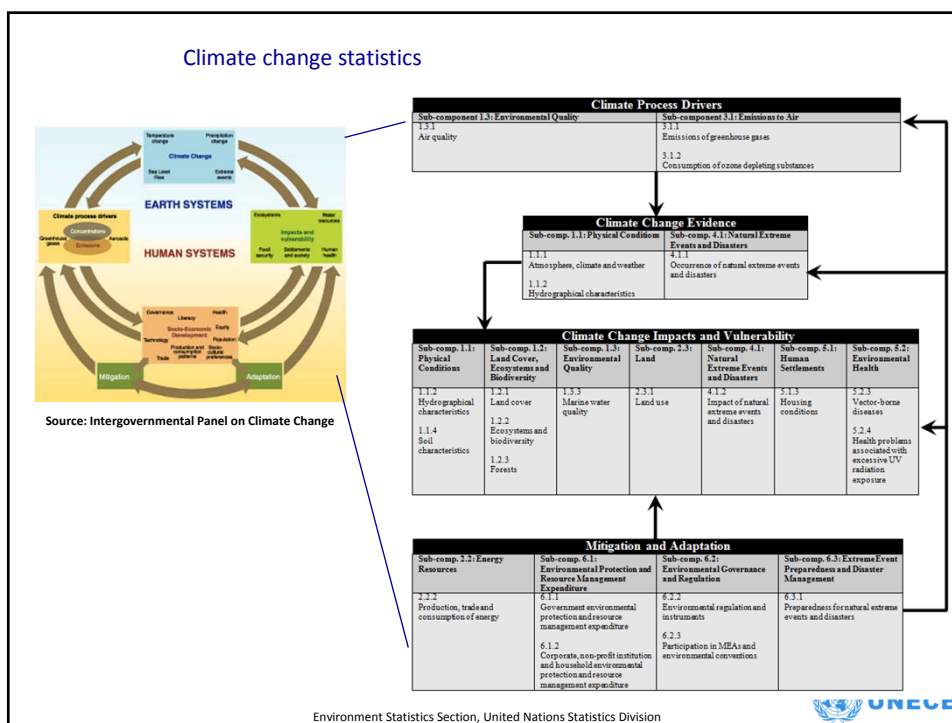 Climate change statistics
Temperature change
Precipitation change
Climate Change
Sea Level Rise
Extreme events
EARTH SYSTEMS
Climate process drivers
Concentrations
Greenhouse gases
Aerosols
Emissions
Ecosystems
Water resources
Impacts and vulnerability
Food security
Settlements and society
Human health
HUMAN SYSTEMS
Governance
Health
Literacy
Equity
Socio-Economic Development
Technology
Population
Production and consumption patterns
Socio-cultural preferences
Trade
Mitigation
Adaptation
Source: Intergovernmental Panel on Climate Change
Climate Process Drivers
Sub-component 1.3: Environmental Quality
1.3.1
Air quality
Sub-component 3.1: Emissions to Air
3.1.1
Emissions of greenhouse gases
3.1.2
Consumption of ozone depleting substances
Climate Change Evidence
Sub-comp. 1.1: Physical Conditions
1.1.1
Atmosphere, climate and weather
1.1.2
Hydrographical characteristics
Sub-comp. 4.1: Natural Extreme
Events and Disasters
4.1.1
Occurrence of natural extreme events
and disasters
Climate Change Impacts and Vulnerability
Sub-comp. 1.1:
Physical
Conditions
1.1.2
Hydrographical
characteristics
1.1.4
Soil
characteristics
Sub-comp. 1.2:
Land Cover,
Ecosystems and
Biodiversity
1.2.1
Land cover
1.2.2
Ecosystems and
biodiversity
1.2.3
Forests
Sub-comp. 1.3:
Environmental
Quality
1.3.3
Marine water
quality
Sub-comp. 2.3:
Land
2.3.1
Land use
Sub-comp. 4.1:
Natural
Extreme Events
and Disasters
4.1.2
Impact of natural
extreme events
and disasters
Sub-comp. 5.1:
Human
Settlements
5.1.3
Housing
conditions
Sub-comp. 5.2:
Environmental
Health
5.2.3
Vector-borne
diseases
5.2.4
Health problems
associated with
excessive UV
radiation
exposure
Mitigation and Adaptation
Sub-comp. 2.2: Energy
Resources
2.2.2
Production, trade and
consumption of energy
Sub-comp. 6.1:
Environmental Protection and
Resource Management
Expenditure
6.1.1
Government environmental
protection and resource
management expenditure
6.1.2
Corporate, non-profit institution
and household environmental
protection and resource
management expenditure
Sub-comp. 6.2:
Environmental Governance
and Regulation
6.2.2
Environmental regulation and
instruments
6.2.3
Participation in MEAs and
environmental conventions
Sub-comp. 6.3: Extreme Event
Preparedness and Disaster
Management
6.3.1
Preparedness for natural extreme
events and disasters
Environment Statistics Section, United Nations Statistics Division
UNECE